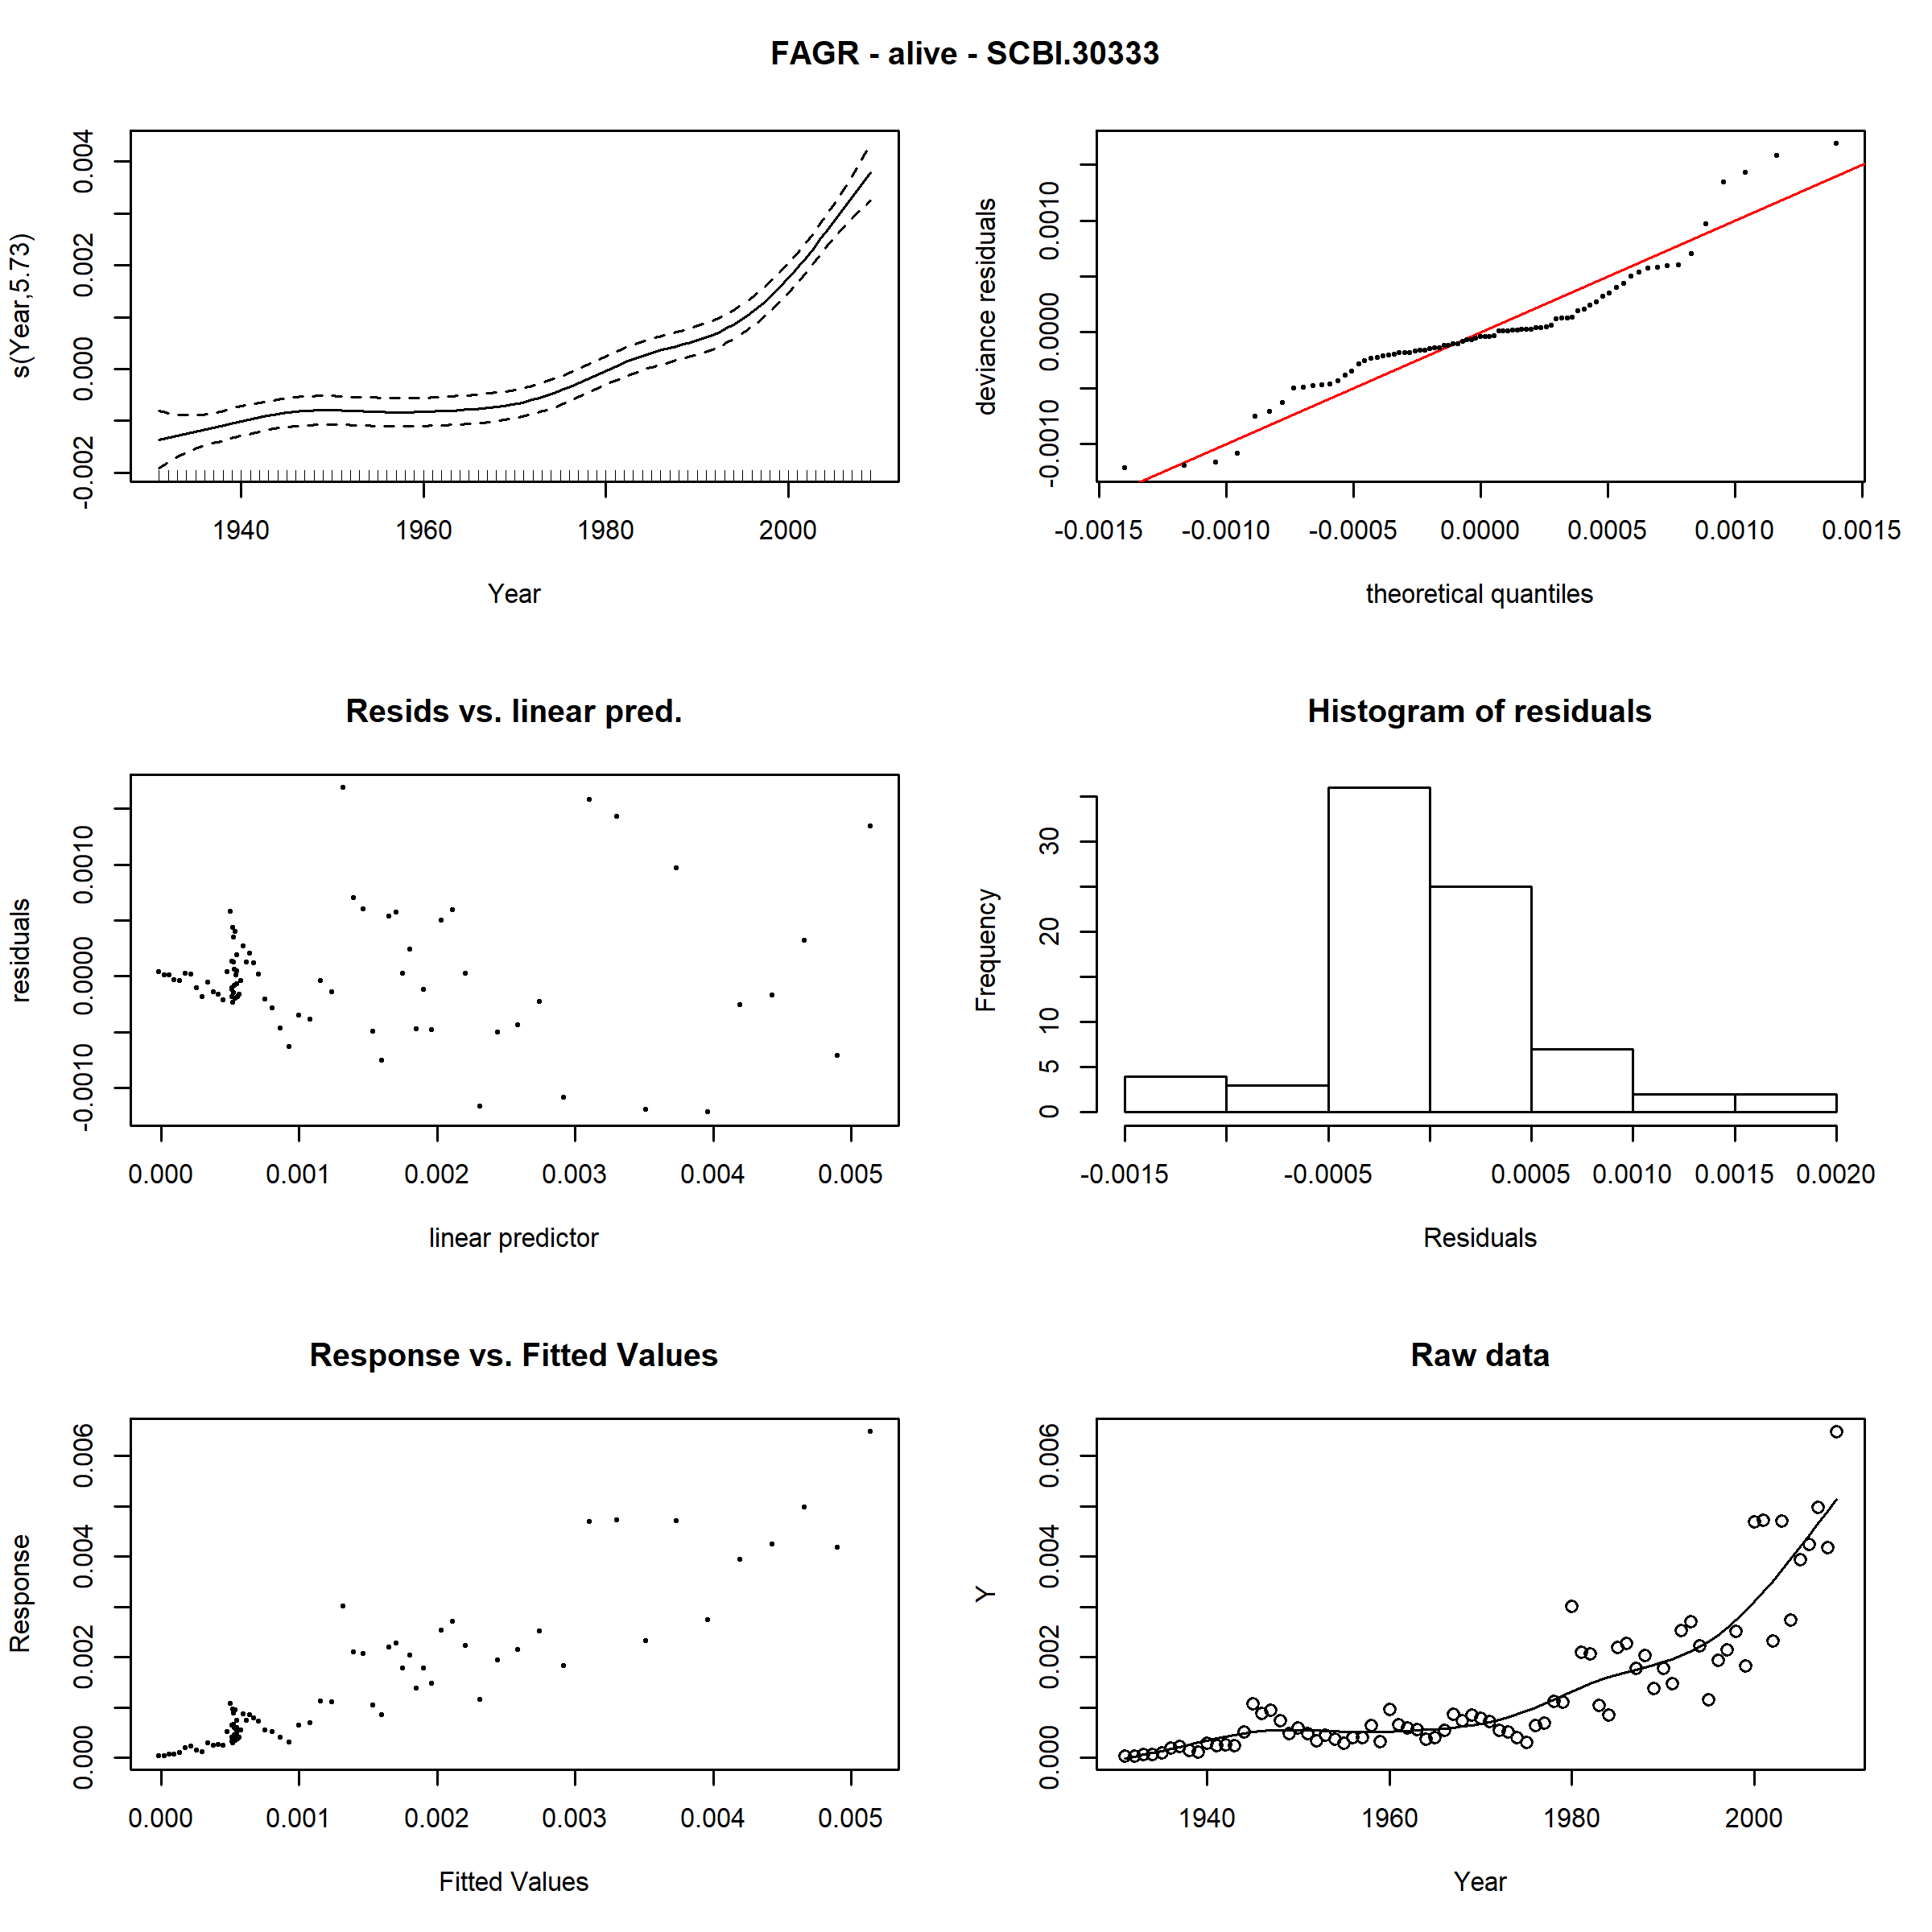 FAGR - alive - SCBI.30333
s(Year,5.73)
-0.002 0.000 0.002 0.004
1940 1960 1980 2000
Year
deviance residuals
-0.0010 0.0000 0.0010
-0.0015 -0.0010 -0.0005 0.0000 0.0005 0.0010 0.0015
theoretical quantiles
Resids vs. linear pred.
residuals
-0.0010 0.0000 0.0010
0.000 0.001 0.002 0.003 0.004 0.005
linear predictor
Histogram of residuals
Frequency
0 5 10 20 30
-0.0015 -0.0005 0.0005 0.0010 0.0015 0.0020
Residuals
Response vs. Fitted Values
Response
0.000 0.002 0.004 0.006
0.000 0.001 0.002 0.003 0.004 0.005
Fitted Values
Raw data
Y
0.000 0.002 0.004 0.006
1940 1960 1980 2000
Year